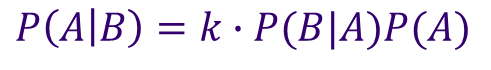 P(A|B) = k · P(B|A)P(A)